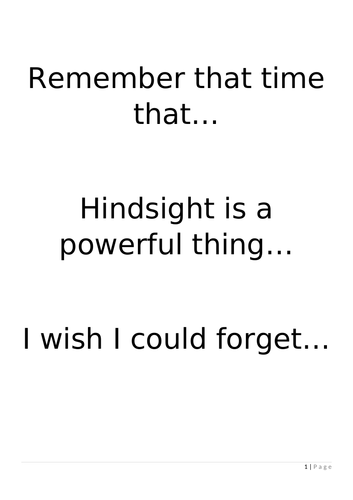 Remember that time
that...
Hindsight is a
powerful thing...
I wish I could forget...
1 | Page